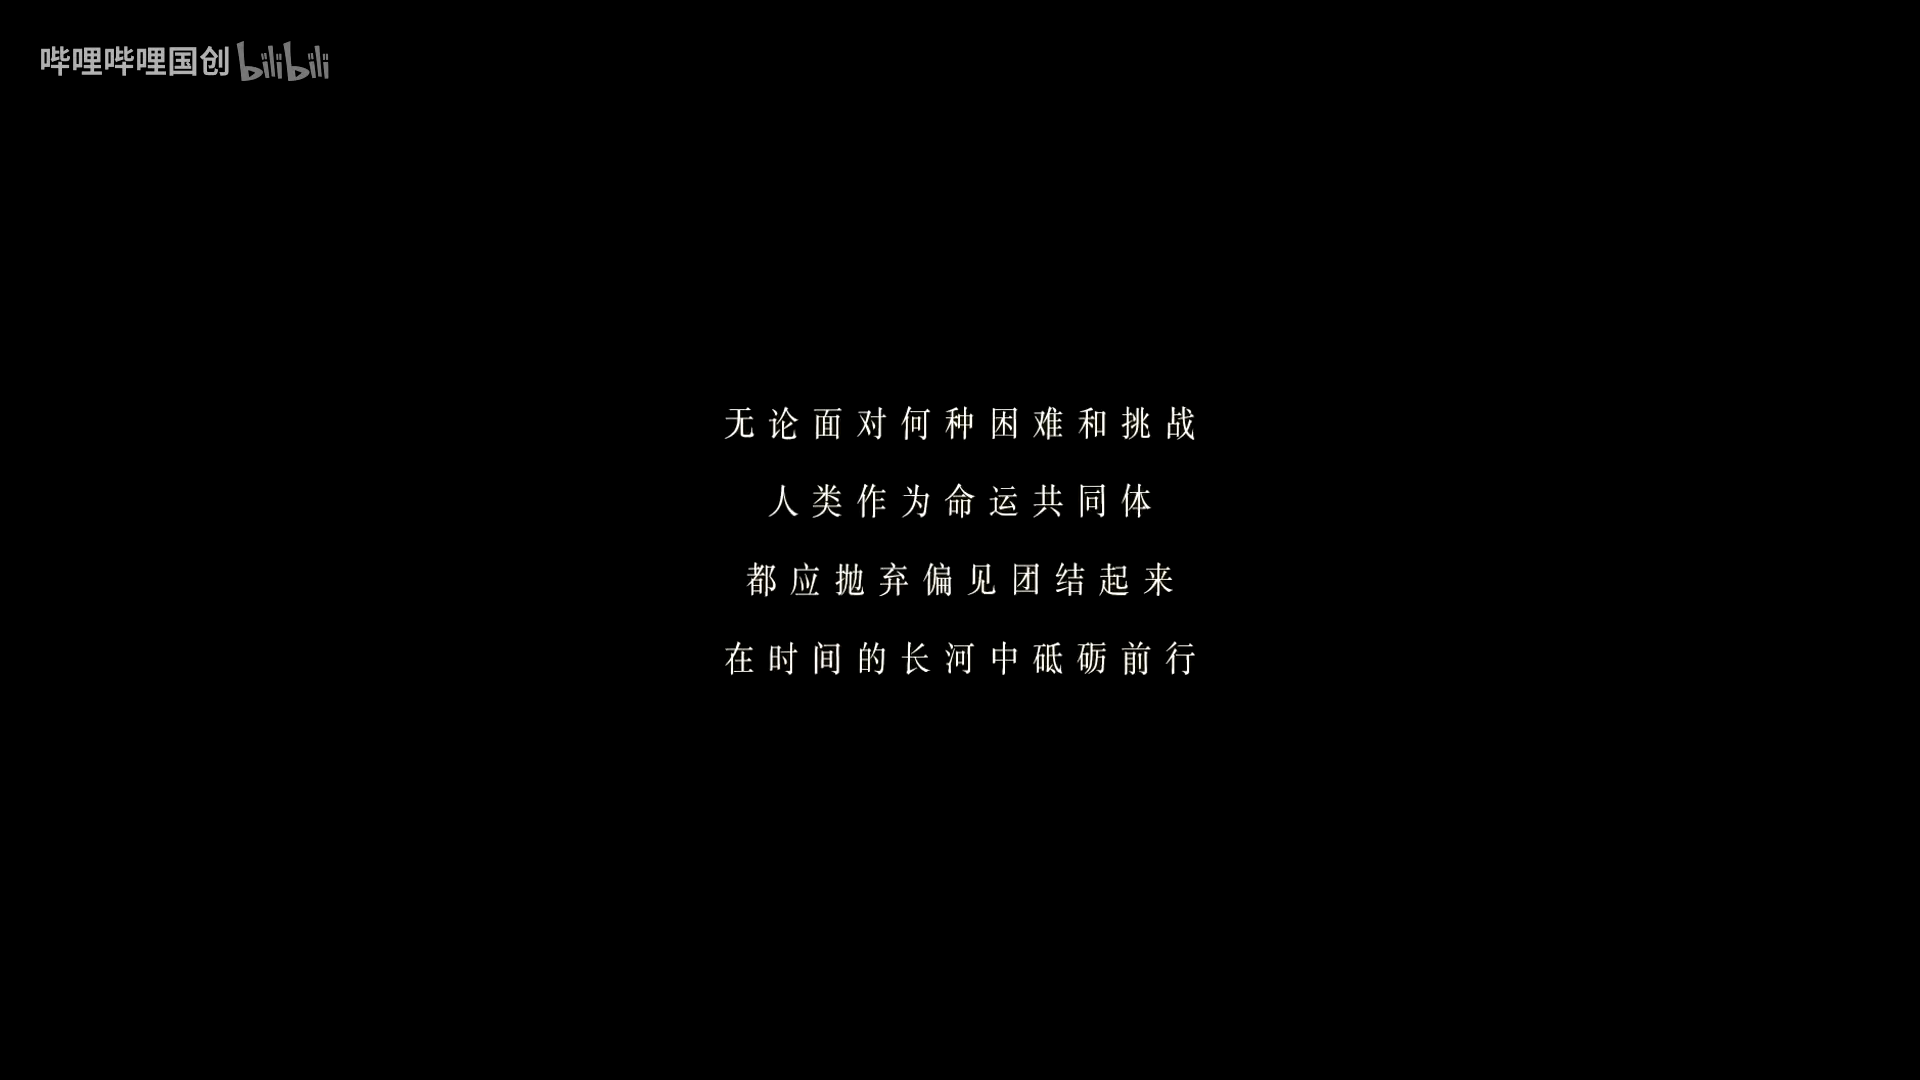 哔哩哔哩国创 bilibili
无论面对何种困难和挑战
人类作为命运共同体
都应抛弃偏见团结起来
在时间的长河中砥砺前行